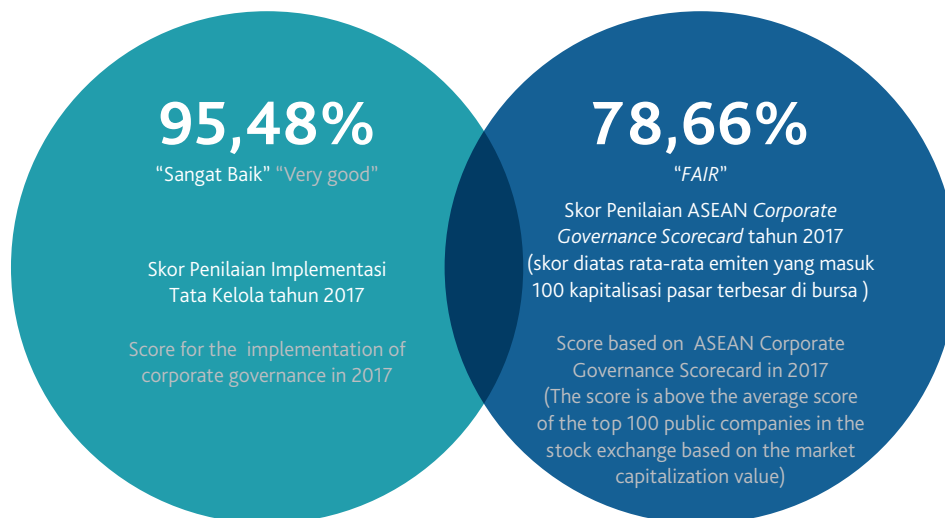 95,48%
“Sangat Baik” “Very good”
Skor Penilaian Implementasi
Tata Kelola tahun 2017
Score for the implementation of
corporate governance in 2017
78,66%
“FAIR”
Skor Penilaian ASEAN Corporate
Governance Scorecard tahun 2017
(skor diatas rata-rata emiten yang masuk
100 kapitalisasi pasar terbesar di bursa )
Score based on ASEAN Corporate
Governance Scorecard in 2017
(The score is above the average score
of the top 100 public companies in the
stock exchange based on the market
capitalization value)